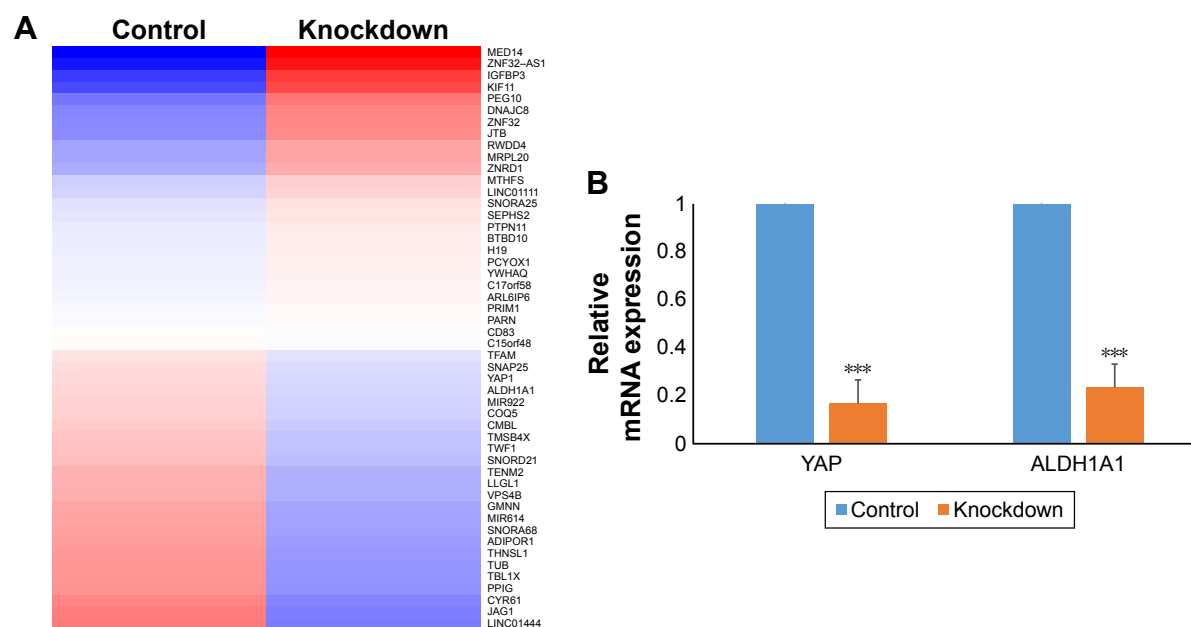 A
Control Knockdown
MED14
ZNF32–AS1
IGFBP3
KIF11
PEG10
DNAJC8
ZNF32
JTB
RWDD4
MRPL20
ZNRD1
MTHFS
LINC01111
SNORA25
SEPHS2
PTPN11
BTBD10
H19
PCYOX1
YWHAQ
C17orf58
ARL6IP6
PRIM1
PARN
CD83
C15orf48
TFAM
SNAP25
YAP1
ALDH1A1
MIR922
COQ5
CMBL
TMSB4X
TWF1
SNORD21
TENM2
LLGL1
VPS4B
GMNN
MIR614
SNORA68
ADIPOR1
THNSL1
TUB
TBL1X
PPIG
CYR61
JAG1
LINC01444
B
Relative
mRNA expression
1
0.8
0.6
0.4
0.2
0
***
***
YAP ALDH1A1
Control Knockdown